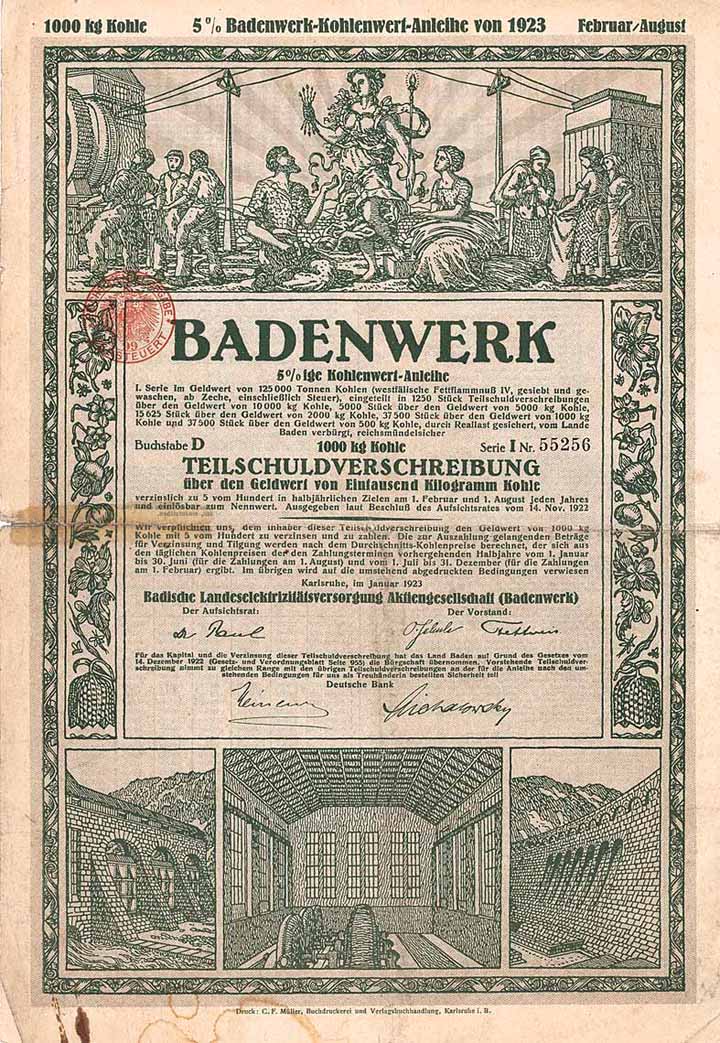 1000 kg Kohle 5% Badenwerk-Kohlenwert-Anleihe von 1923 Februar/August
BADENWERK
5%ige Kohlenwert-Anleihe
I. Serie im Geldwert von 125 000 Tonnen Kohlen (westfälische Fettflammnuß IV, gesiebt und ge-
waschen, ab Zeche, einschließlich Steuer), eingeteilt in 1250 Stück Teilschuldverschreibungen
über den Geldwert von 10 000 kg Kohle, 5000 Stück über den Geldwert von 5000 kg Kohle,
15 625 Stück über den Geldwert von 2000 kg Kohle, 37 500 Stück über den Geldwert von 1000 kg
Kohle und 37 500 Stück über den Geldwert von 500 kg Kohle, durch Reallast gesichert, vom Lande
Baden verbürgt, reichsmündelsicher
Buchstabe D 1000 kg Kohle Serie I Nr. 55256
TEILSCHULDVERSCHREIBUNG
über den Geldwert von Eintausend Kilogramm Kohle
verzinslich zu 5 vom Hundert in halbjährlichen Zielen am 1. Februar und 1. August jeden Jahres
und einlösbar zum Nennwert. Ausgegeben laut Beschluß des Aufsichtsrates vom 14. Nov. 1922
Wir verpflichten uns, dem Inhaber dieser Teilschuldverschreibung den Geldwert von 1000 kg
Kohle mit 5 vom Hundert zu verzinsen und zu zahlen. Die zur Auszahlung gelangenden Beträge
für Verzinsung und Tilgung werden nach dem Durchschnitts-Kohlenpreise berechnet, der sich aus
den täglichen Kohlenpreisen der den Zahlungsterminen vorhergehenden Halbjahre vom 1. Januar
bis 30. Juni (für die Zahlungen am 1. August) und vom 1. Juli bis 31. Dezember (für die Zahlungen
am 1. Februar) ergibt. Im übrigen wird auf die umstehend abgedruckten Bedingungen verwiesen
Karlsruhe, im Januar 1923
Badische Landeselektrizitätsversorgung Aktiengesellschaft (Badenwerk)
Der Aufsichtsrat: Der Vorstand:
Für das Kapital und die Verzinsung dieser Teilschuldverschreibung hat das Land Baden auf Grund des Gesetzes vom
14. Dezember 1922 (Gesetz- und Verordnungsblatt Seite 955) die Bürgschaft übernommen. Vorstehende Teilschuldver-
schreibung nimmt zu gleichem Range mit den übrigen Teilschuldverschreibungen an der für die Anleihe nach den um-
stehenden Bedingungen für uns als Treuhänderin bestellten Sicherheit teil
Deutsche Bank
Druck: C. F. Müller, Buchdruckerei und Verlagsbuchhandlung, Karlsruhe i. B.